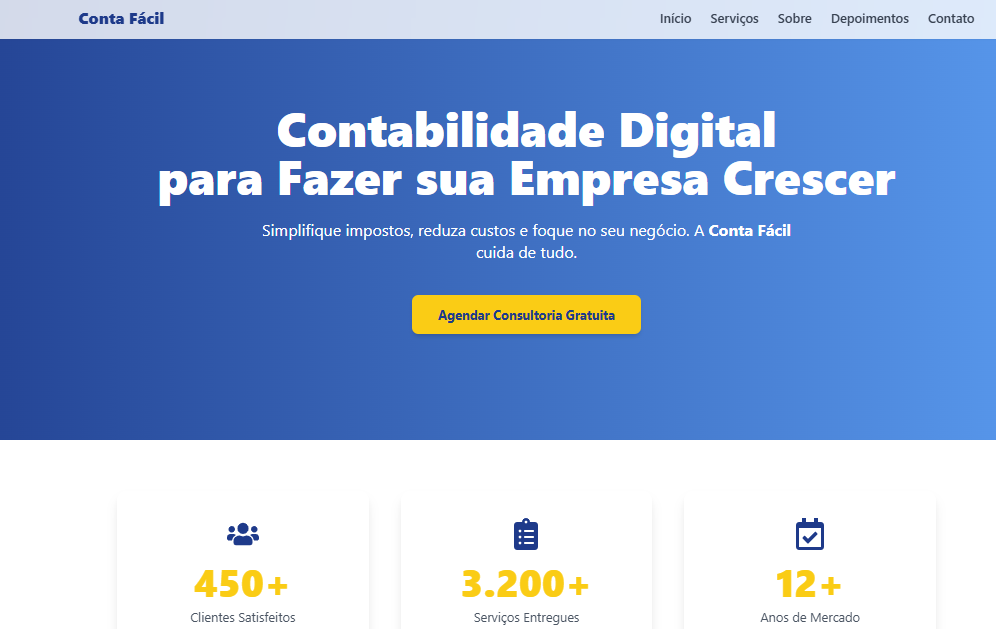 Conta Fácil
Início Serviços Sobre Depoimentos Contato
Contabilidade Digital
para Fazer sua Empresa Crescer
Simplifique impostos, reduza custos e foque no seu negócio. A Conta Fácil
cuida de tudo.
Agendar Consultoria Gratuita
450+
Clientes Satisfeitos
3.200+
Serviços Entregues
12+
Anos de Mercado